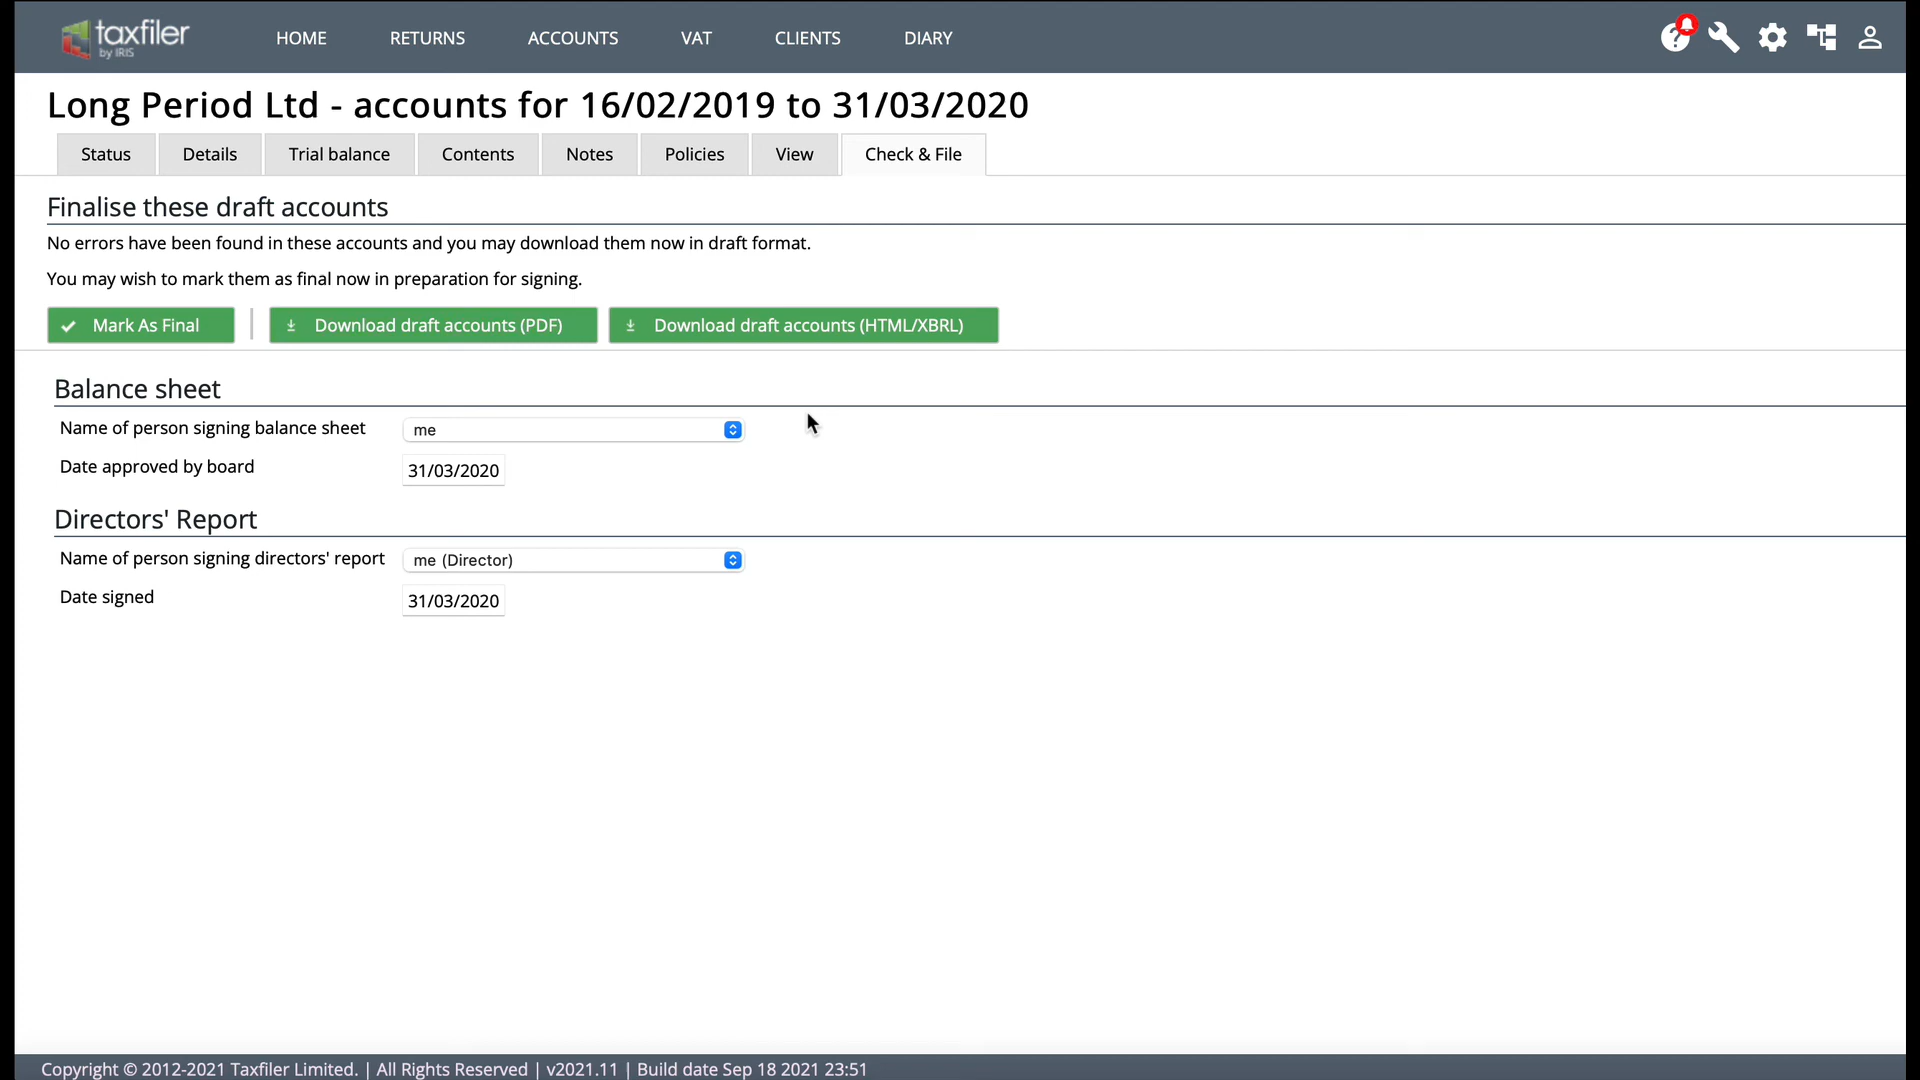 taxfiler
by IRIS
HOME RETURNS ACCOUNTS VAT CLIENTS DIARY
Long Period Ltd - accounts for 16/02/2019 to 31/03/2020
Status Details Trial balance Contents Notes Policies View Check & File
Finalise these draft accounts
No errors have been found in these accounts and you may download them now in draft format.
You may wish to mark them as final now in preparation for signing.
Mark As Final | Download draft accounts (PDF) Download draft accounts (HTML/XBRL)
Balance sheet
Name of person signing balance sheet me
Date approved by board 31/03/2020
Directors' Report
Name of person signing directors' report me (Director)
Date signed 31/03/2020
Copyright © 2012-2021 Taxfiler Limited. | All Rights Reserved | v2021.11 | Build date Sep 18 2021 23:51